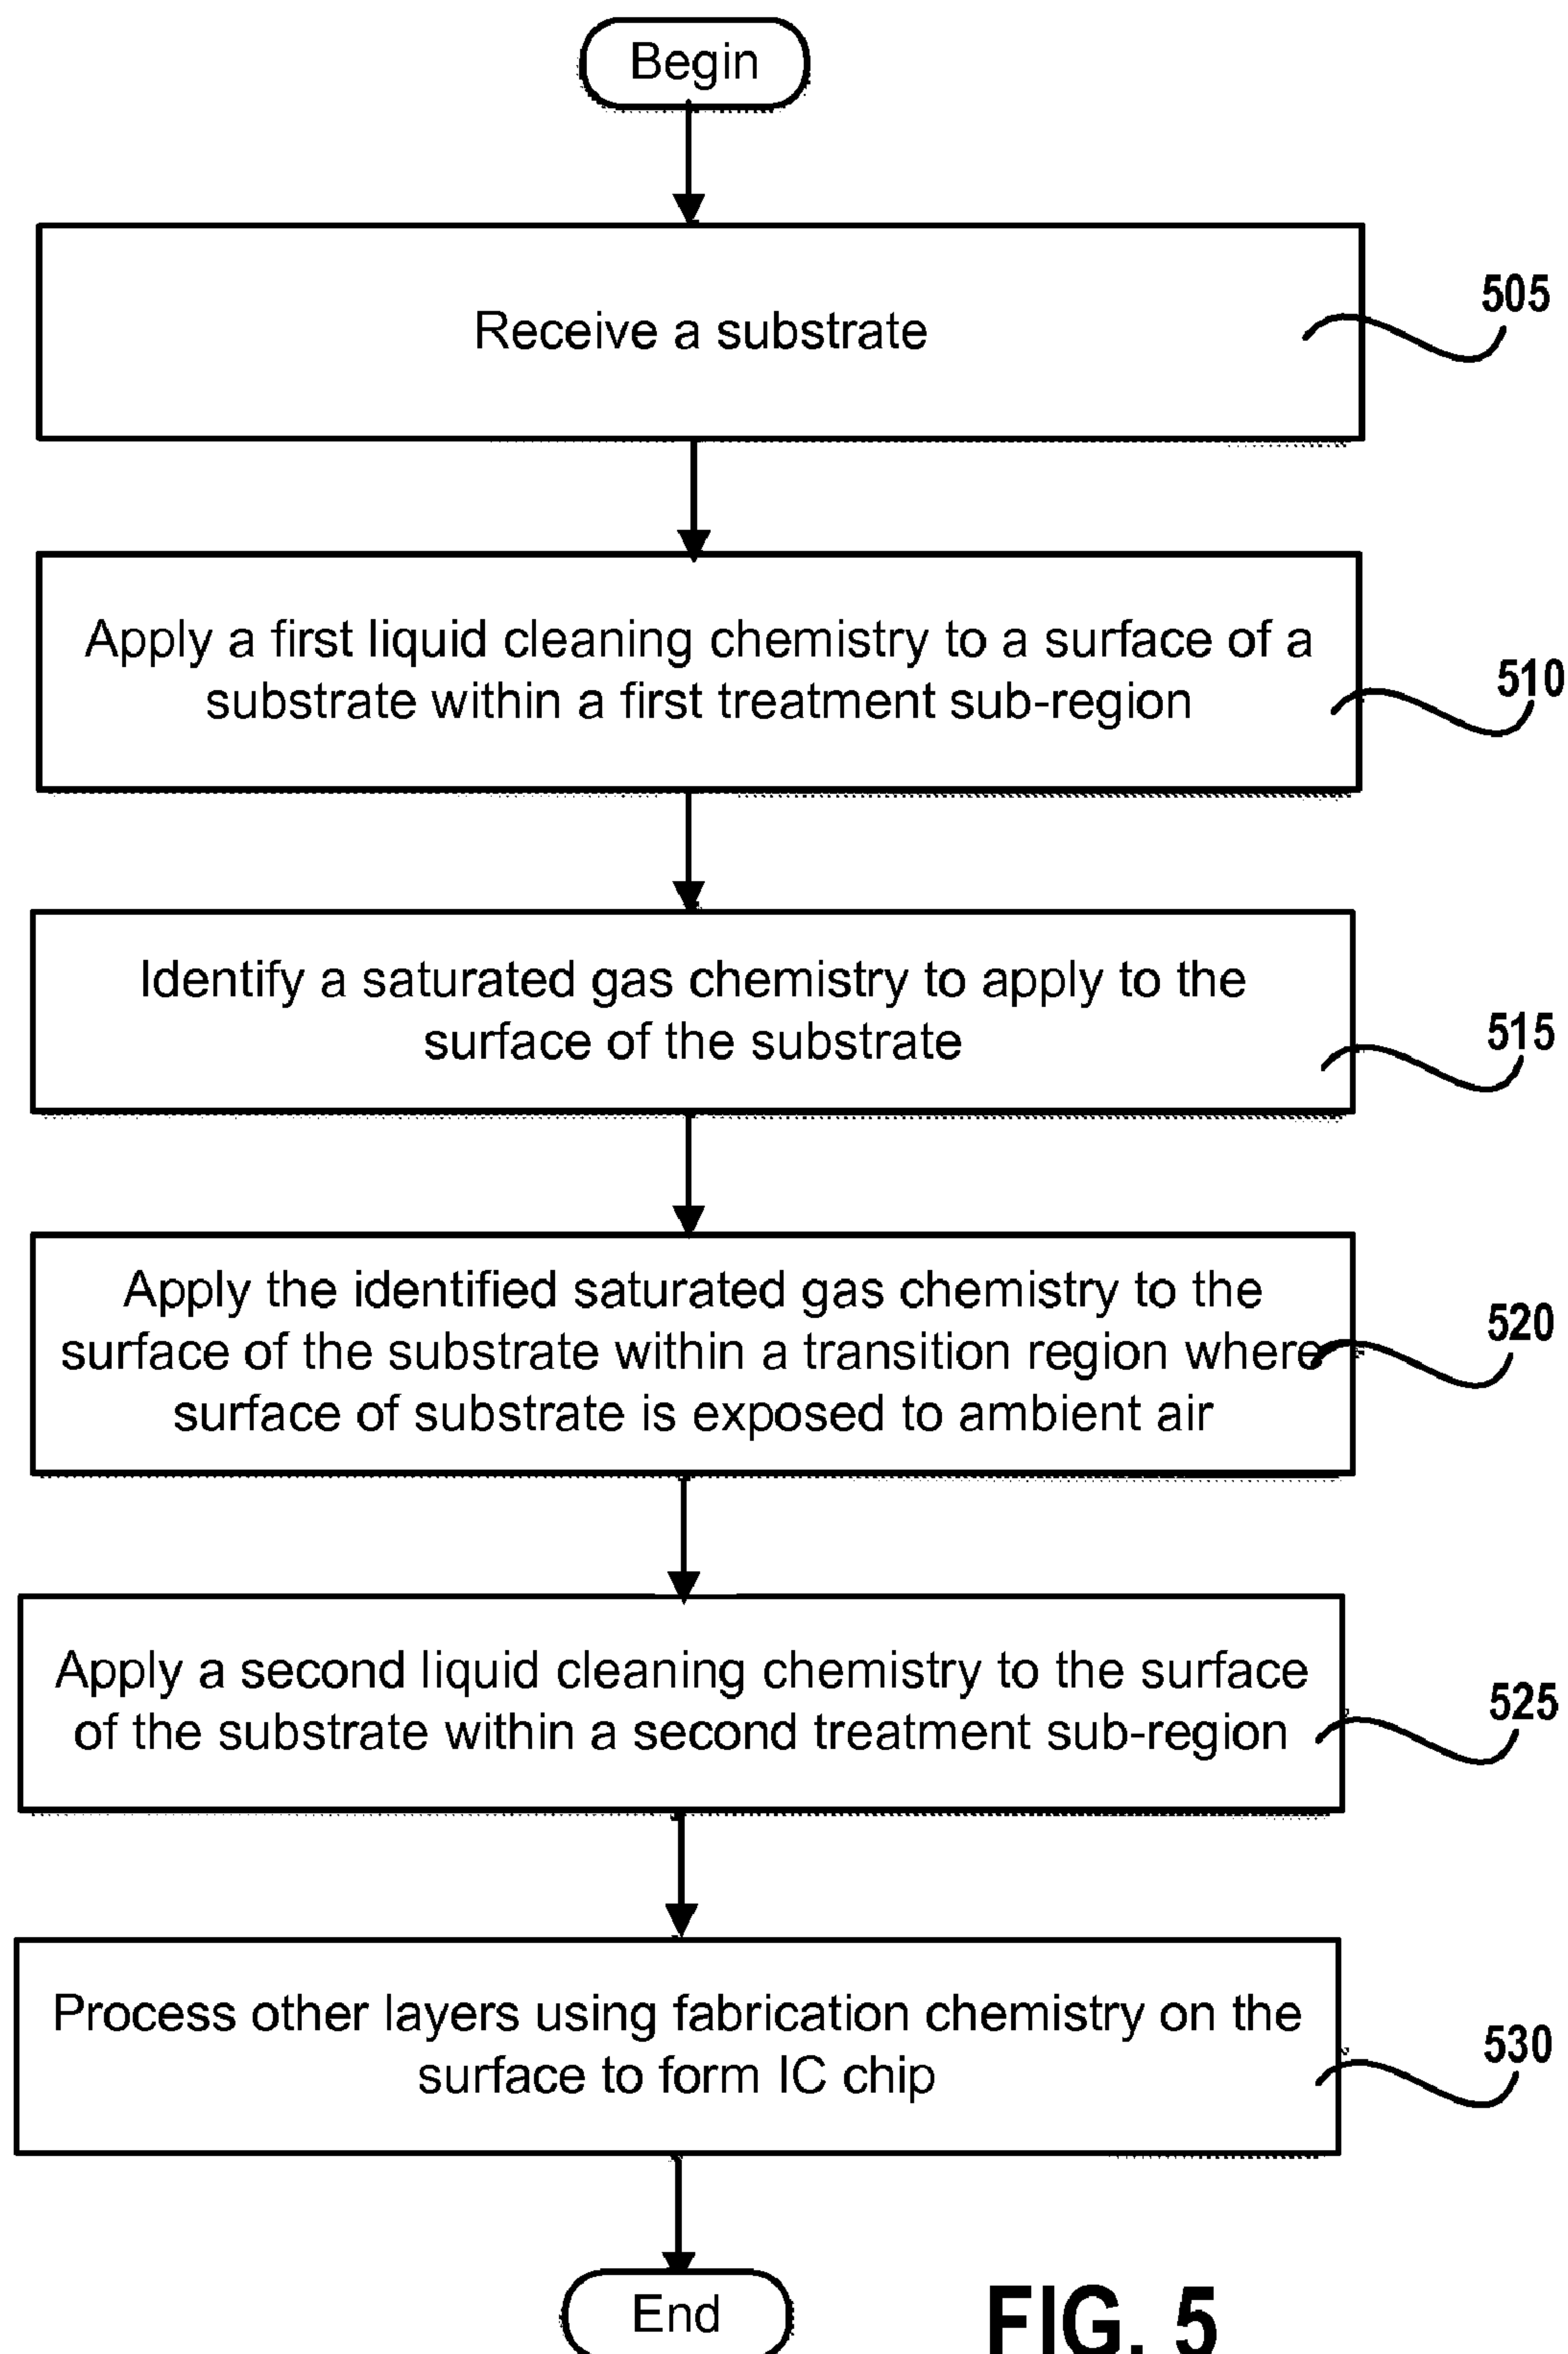 Begin
Receive a substrate
505
Apply a first liquid cleaning chemistry to a surface of a
substrate within a first treatment sub-region
510
Identify a saturated gas chemistry to apply to the
surface of the substrate
515
Apply the identified saturated gas chemistry to the
surface of the substrate within a transition region where
surface of substrate is exposed to ambient air
520
Apply a second liquid cleaning chemistry to the surface
of the substrate within a second treatment sub-region
525
Process other layers using fabrication chemistry on the
surface to form IC chip
530
End
FIG. 5